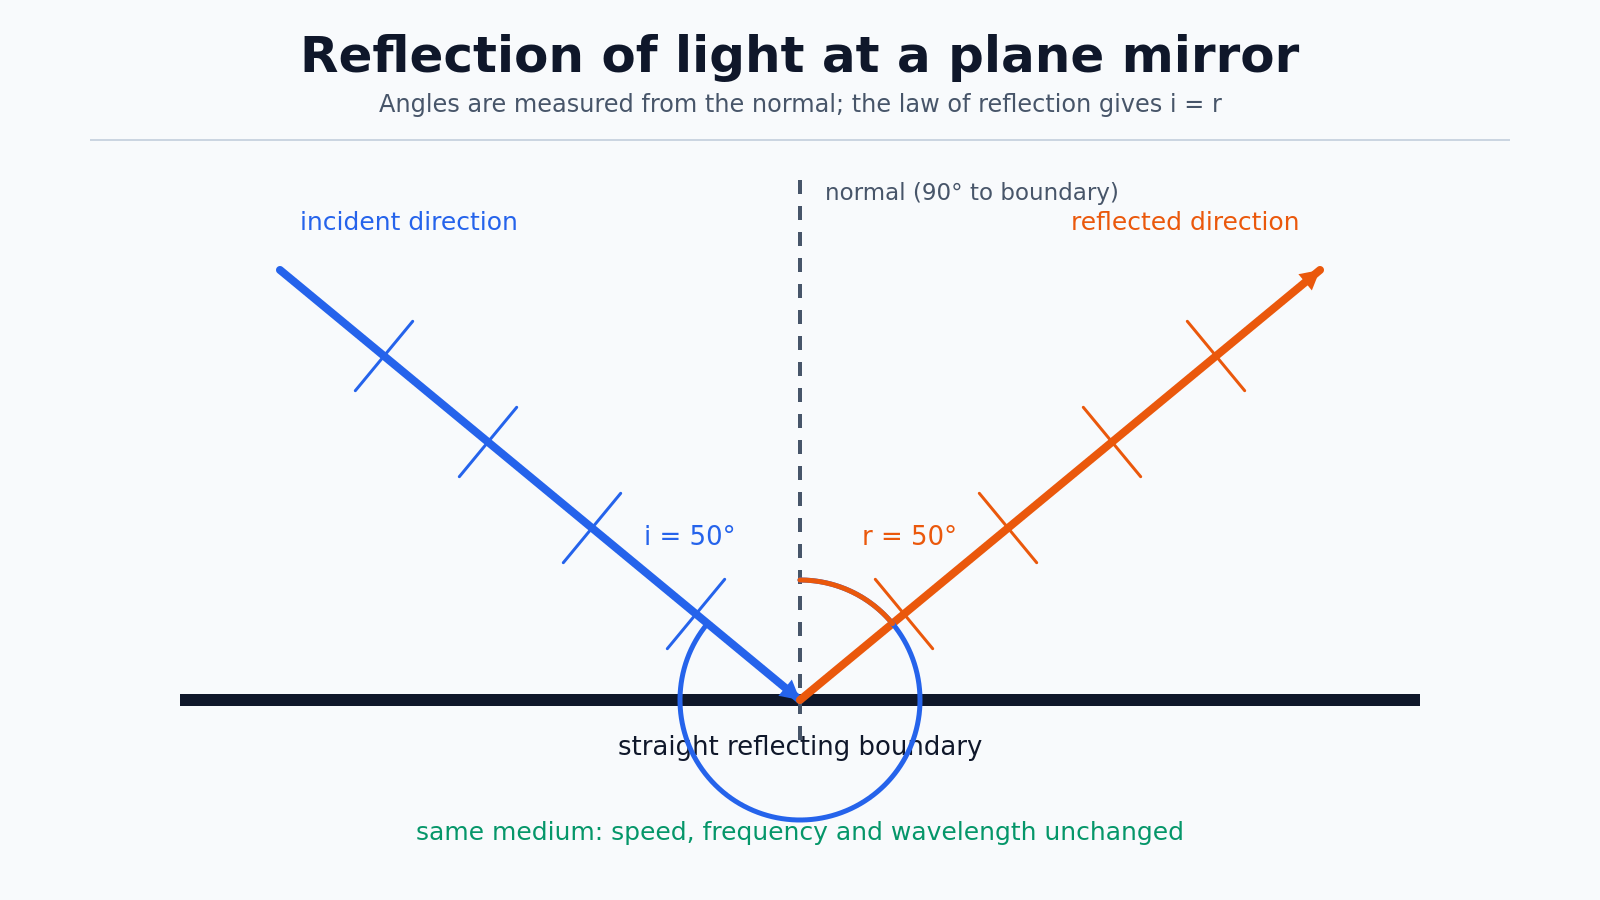 Reflection of light at a plane mirror
Angles are measured from the normal; the law of reflection gives i = r
normal (90° to boundary)
incident direction
reflected direction
i = 50°
r = 50°
straight reflecting boundary
same medium: speed, frequency and wavelength unchanged